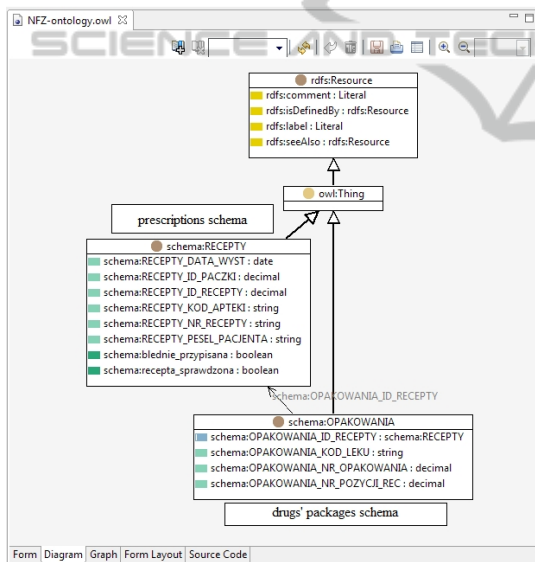 NFZ-ontology.owl
SCIENCE AND TECH
rdfs:Resource
rdfs:comment : Literal
rdfs:isDefinedBy : rdfs:Resource
rdfs:label : Literal
rdfs:seeAlso : rdfs:Resource
owl:Thing
prescriptions schema
schema:RECEPTY
schema:RECEPTY_DATA_WYST : date
schema:RECEPTY_ID_PACZKI : decimal
schema:RECEPTY_ID_RECEPTY : decimal
schema:RECEPTY_KOD_APTEKI : string
schema:RECEPTY_NR_RECEPTY : string
schema:RECEPTY_PESEL_PACJENTA : string
schema:blednie_przypisana : boolean
schema:recepta_sprawdzona : boolean
schema:OPAKOWANIA_ID_RECEPTY
schema:OPAKOWANIA
schema:OPAKOWANIA_ID_RECEPTY : schema:RECEPTY
schema:OPAKOWANIA_KOD_LEKU : string
schema:OPAKOWANIA_NR_OPAKOWANIA : decimal
schema:OPAKOWANIA_NR_POZYCJI_REC : decimal
drugs' packages schema
Form Diagram Graph Form Layout Source Code